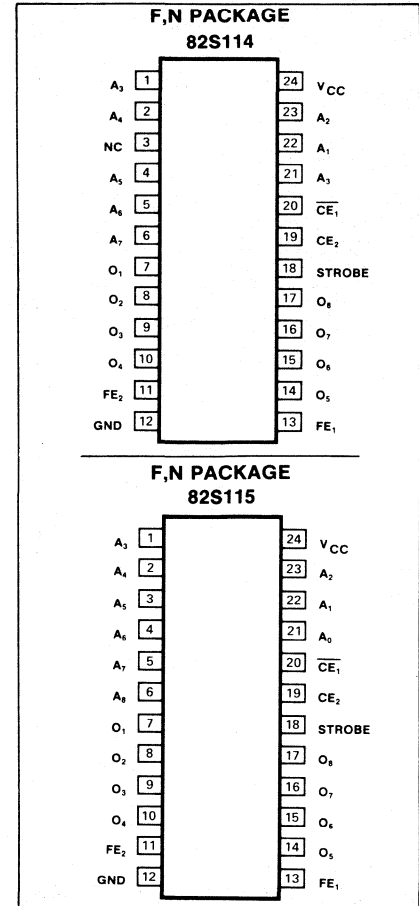 F,N PACKAGE
82S114
A₃ 1 24 VCC
A₄ 2 23 A₂
NC 3 22 A₁
A₅ 4 21 A₃
A₆ 5 20 C̅E̅₁
A₇ 6 19 CE₂
O₁ 7 18 STROBE
O₂ 8 17 O₈
O₃ 9 16 O₇
O₄ 10 15 O₆
FE₂ 11 14 O₅
GND 12 13 FE₁
F,N PACKAGE
82S115
A₃ 1 24 VCC
A₄ 2 23 A₂
A₅ 3 22 A₁
A₆ 4 21 A₀
A₇ 5 20 C̅E̅₁
A₈ 6 19 CE₂
O₁ 7 18 STROBE
O₂ 8 17 O₈
O₃ 9 16 O₇
O₄ 10 15 O₆
FE₂ 11 14 O₅
GND 12 13 FE₁